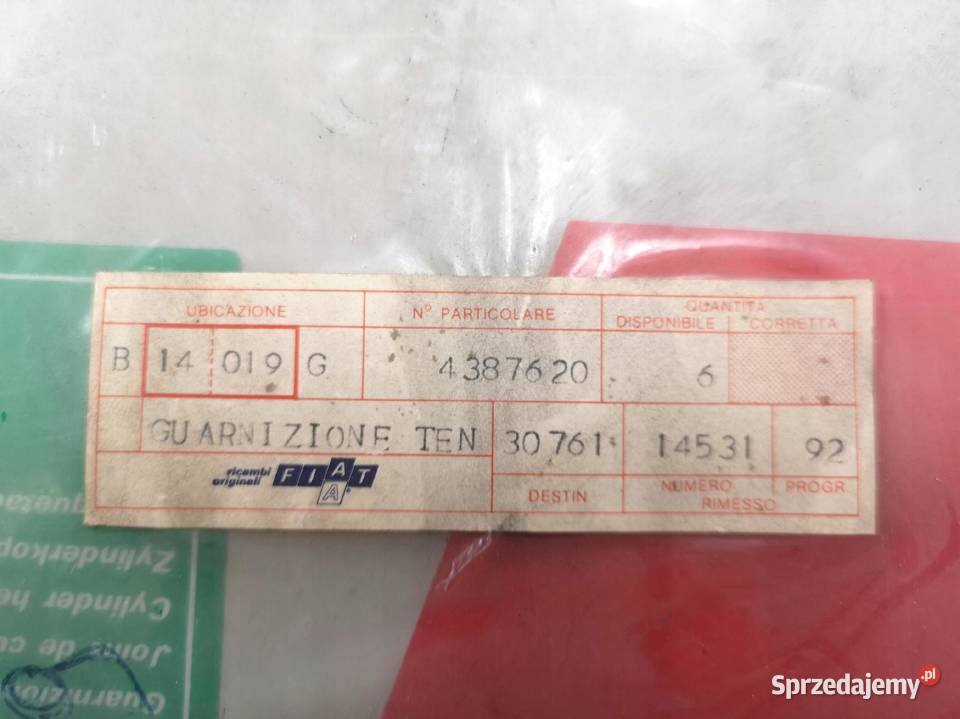 UBICAZIONE N° PARTICOLARE QUANTITA
DISPONIBILE CORRETTA
B 14 019 G 4387620 6
GUARNIZIONE TEN 30761 14531 92
ricambi originali FIAT
DESTIN NUMERO RIMESSO PROGR
Zylinderkop
Cylinder he
Joint de cu
Guarnizion
Sprzedajemy.pl